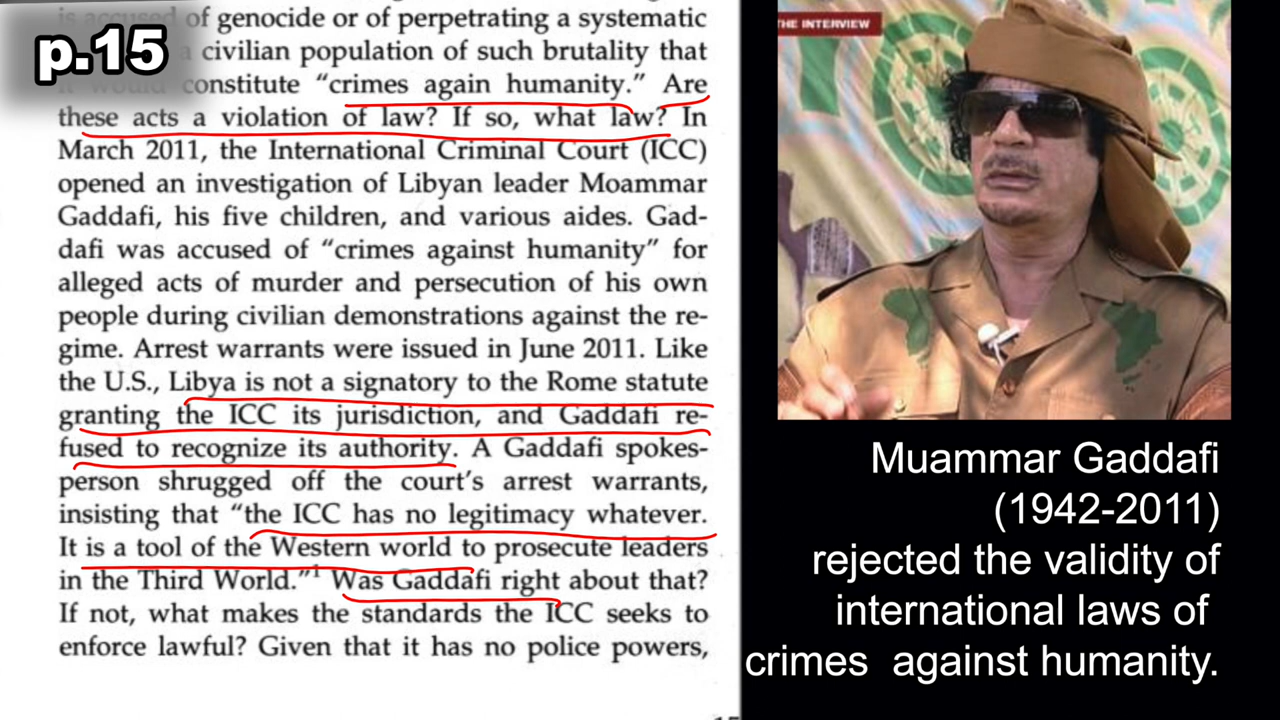 is accused of genocide or of perpetrating a systematic
p.15
a civilian population of such brutality that
it would constitute “crimes again humanity.” Are
these acts a violation of law? If so, what law? In
March 2011, the International Criminal Court (ICC)
opened an investigation of Libyan leader Moammar
Gaddafi, his five children, and various aides. Gad-
dafi was accused of “crimes against humanity” for
alleged acts of murder and persecution of his own
people during civilian demonstrations against the re-
gime. Arrest warrants were issued in June 2011. Like
the U.S., Libya is not a signatory to the Rome statute
granting the ICC its jurisdiction, and Gaddafi re-
fused to recognize its authority. A Gaddafi spokes-
person shrugged off the court’s arrest warrants,
insisting that “the ICC has no legitimacy whatever.
It is a tool of the Western world to prosecute leaders
in the Third World.”1 Was Gaddafi right about that?
If not, what makes the standards the ICC seeks to
enforce lawful? Given that it has no police powers,
THE INTERVIEW
Muammar Gaddafi
(1942-2011)
rejected the validity of
international laws of
crimes against humanity.